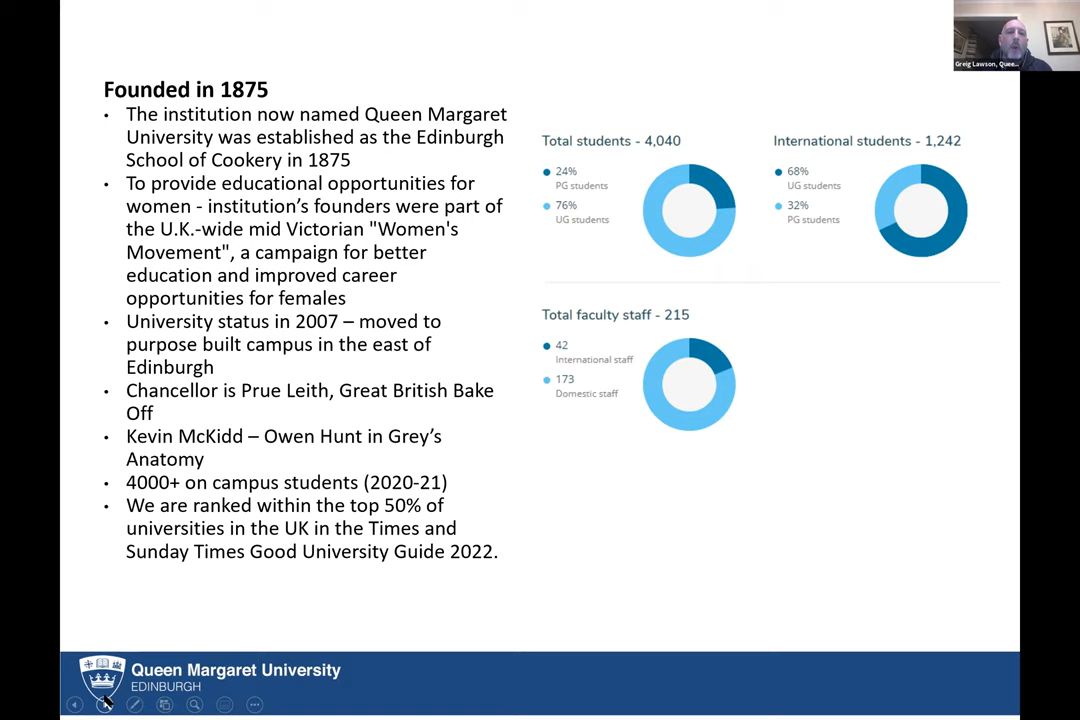 Greig Lawson, Quee...
Founded in 1875
• The institution now named Queen Margaret
University was established as the Edinburgh
School of Cookery in 1875
• To provide educational opportunities for
women - institution’s founders were part of
the U.K.-wide mid Victorian "Women's
Movement", a campaign for better
education and improved career
opportunities for females
• University status in 2007 – moved to
purpose built campus in the east of
Edinburgh
• Chancellor is Prue Leith, Great British Bake
Off
• Kevin McKidd – Owen Hunt in Grey’s
Anatomy
• 4000+ on campus students (2020-21)
• We are ranked within the top 50% of
universities in the UK in the Times and
Sunday Times Good University Guide 2022.
Total students - 4,040
24%
PG students
76%
UG students
International students - 1,242
68%
UG students
32%
PG students
Total faculty staff - 215
42
International staff
173
Domestic staff
Queen Margaret University
EDINBURGH